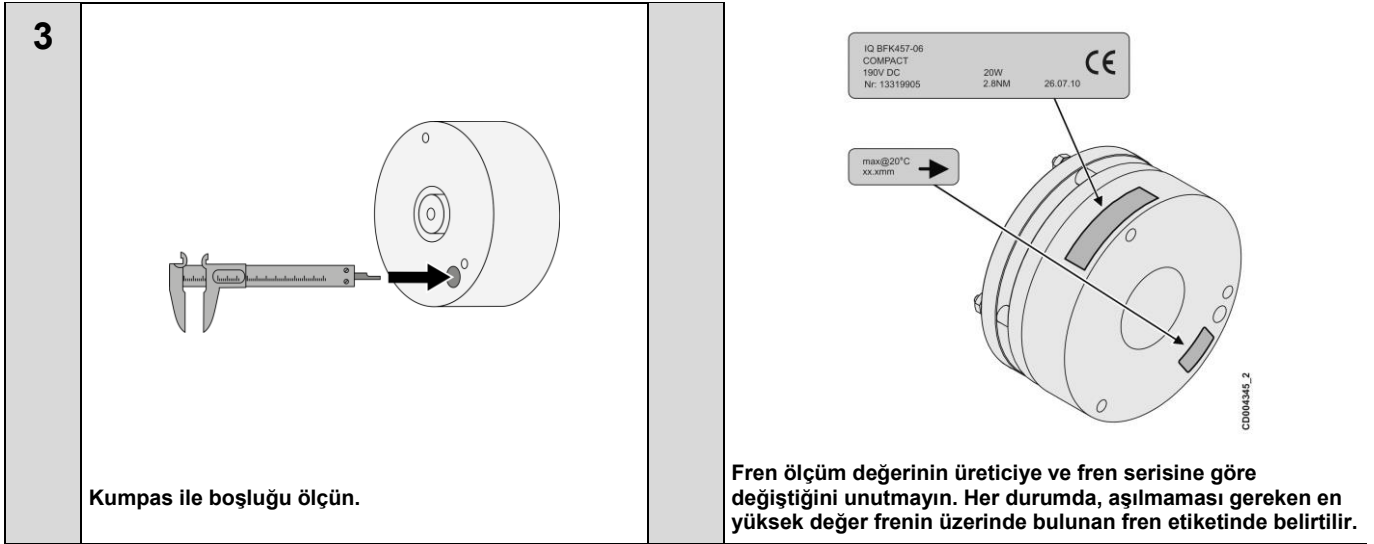 3
Kumpas ile boşluğu ölçün.
IQ BFK457-06
COMPACT
190V DC 20W
Nr: 13319905 2.8NM 26.07.10
CE
max@20°C
xx.xmm
CD004345_2
Fren ölçüm değerinin üreticiye ve fren serisine göre
değiştiğini unutmayın. Her durumda, aşılmaması gereken en
yüksek değer frenin üzerinde bulunan fren etiketinde belirtilir.